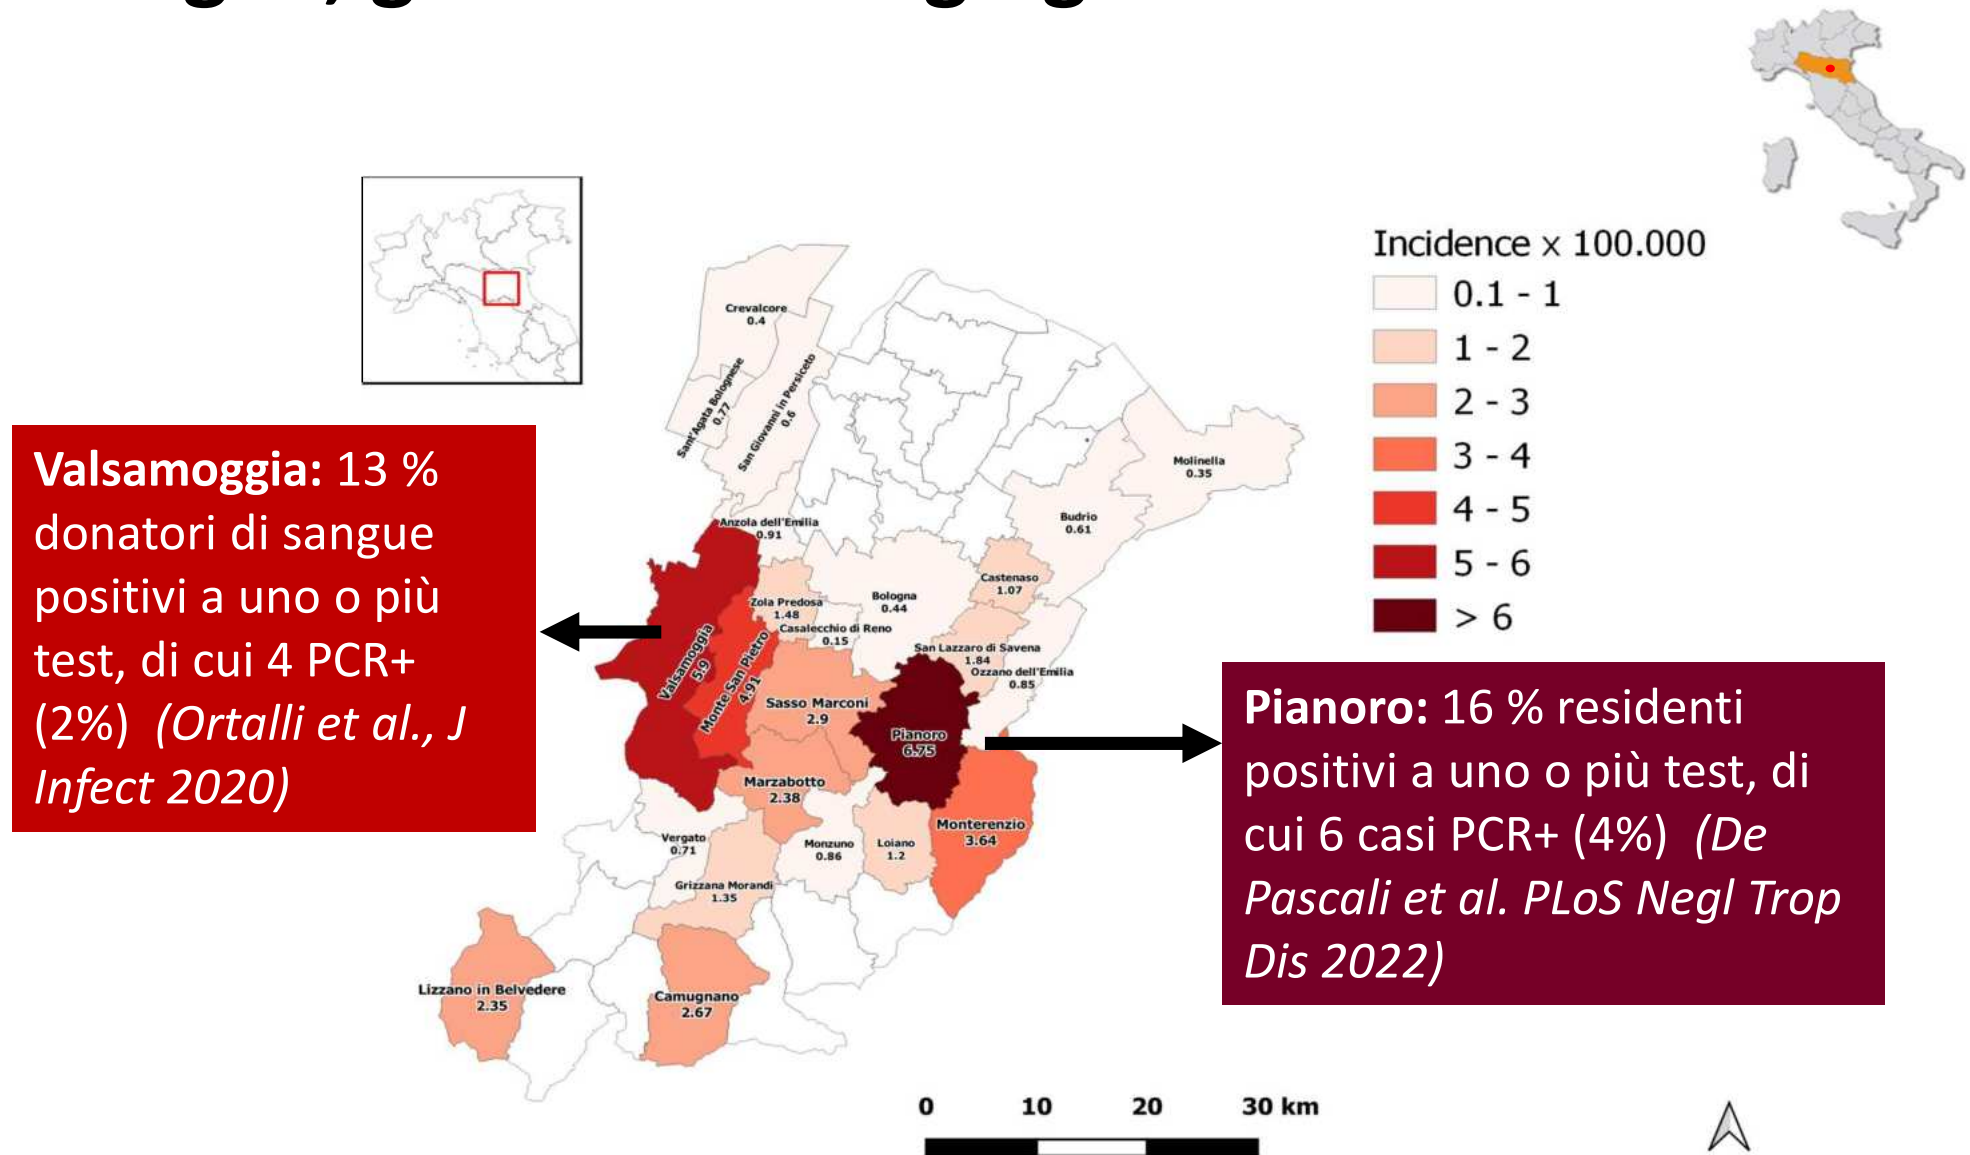 Incidence x 100.000
0.1 - 1
1 - 2
2 - 3
3 - 4
4 - 5
5 - 6
> 6
Valsamoggia: 13 %
donatori di sangue
positivi a uno o più
test, di cui 4 PCR+
(2%) (Ortalli et al., J
Infect 2020)
Crevalcore
0.4
Sant'Agata Bolognese
0.77
San Giovanni in Persiceto
0.6
Molinella
0.35
Budrio
0.61
Anzola dell'Emilia
0.91
Castenaso
1.07
Bologna
0.44
Zola Predosa
1.48
Casalecchio di Reno
0.15
San Lazzaro di Savena
1.84
Ozzano dell'Emilia
0.85
Valsamoggia
5.9
Monte San Pietro
4.91
Sasso Marconi
2.9
Pianoro
6.75
Marzabotto
2.38
Monterenzio
3.64
Vergato
0.71
Monzuno
0.86
Loiano
1.2
Grizzana Morandi
1.35
Lizzano in Belvedere
2.35
Camugnano
2.67
Pianoro: 16 % residenti
positivi a uno o più test, di
cui 6 casi PCR+ (4%) (De
Pascali et al. PLoS Negl Trop
Dis 2022)
0 10 20 30 km